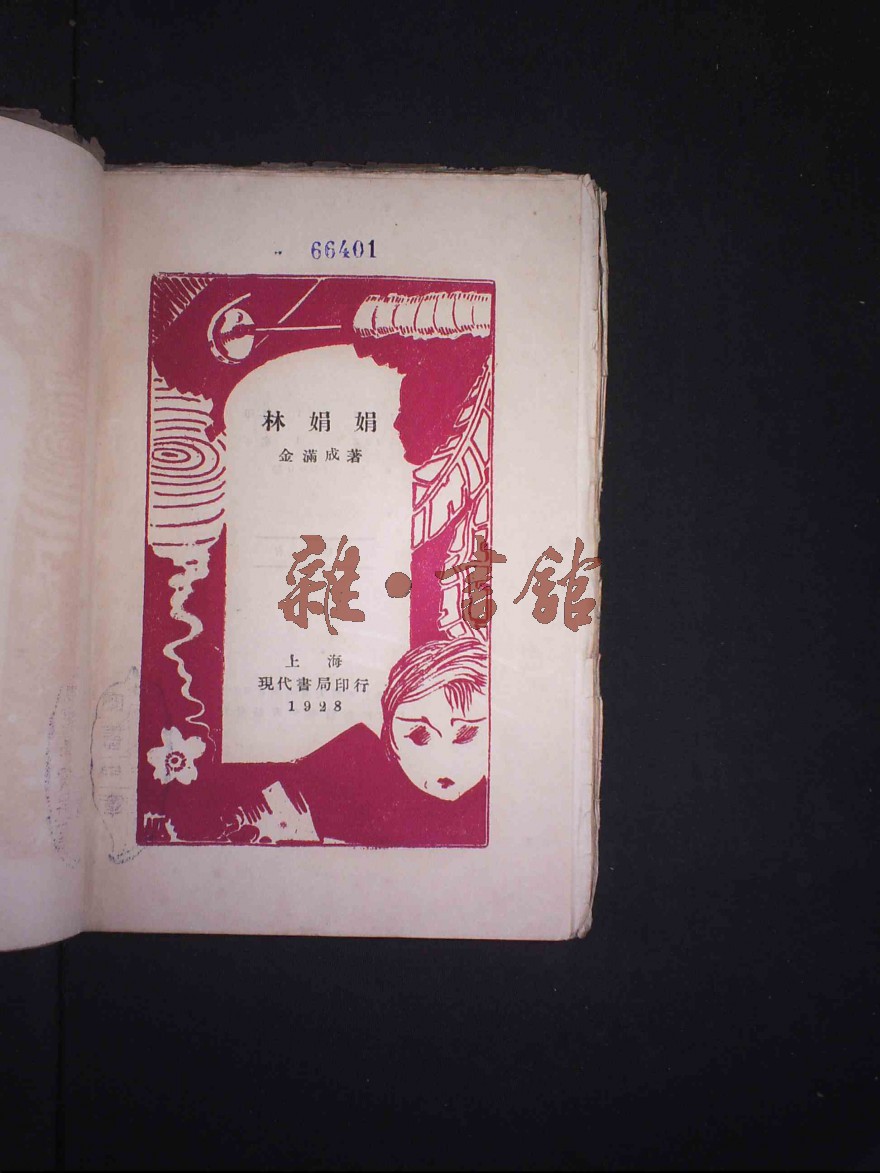 66401
林娟娟
金滿成著
雜·書館
上海
現代書局印行
1928